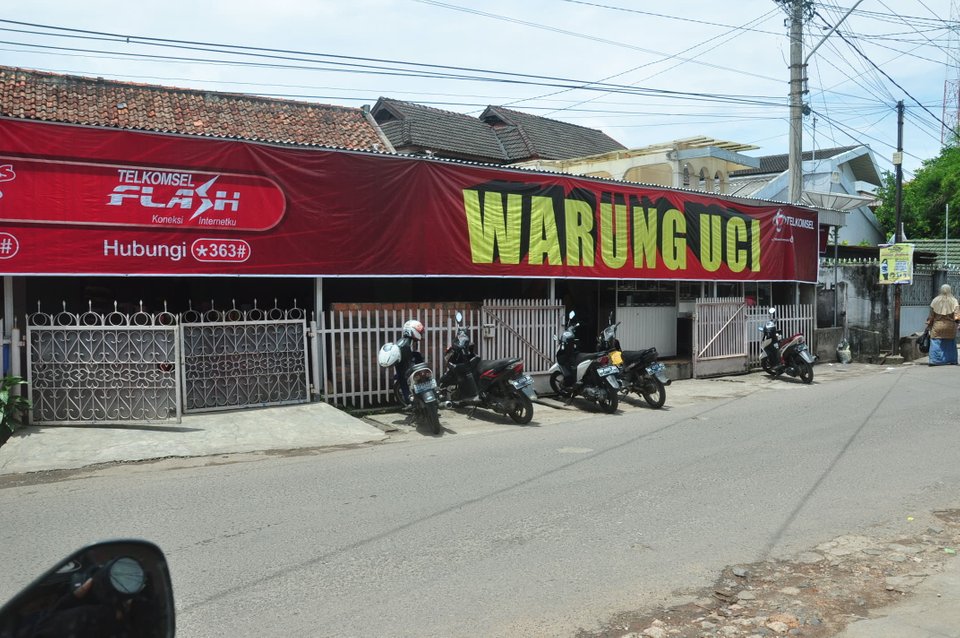 TELKOMSEL
FLASH
Koneksi Internetku
Hubungi *363#
WARUNG UCI
TELKOMSEL